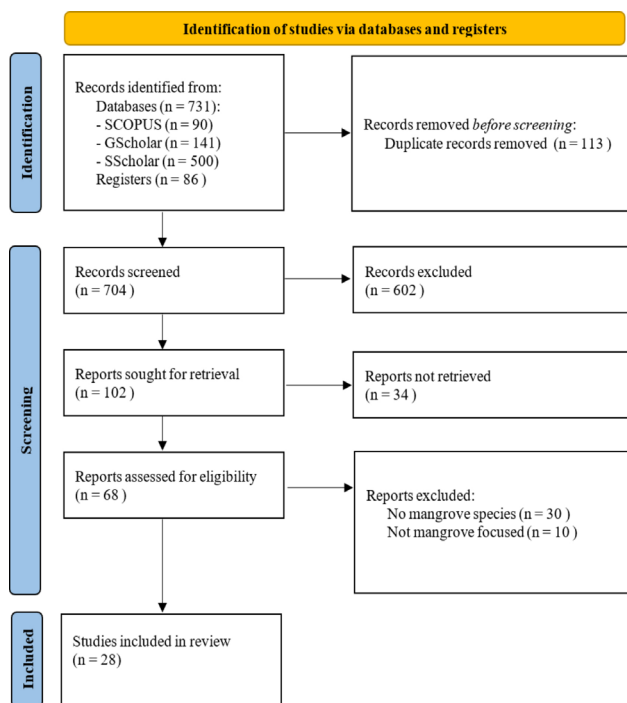 Identification of studies via databases and registers
Identification
Records identified from:
Databases (n = 731):
- SCOPUS (n = 90)
- GScholar (n = 141)
- SScholar (n = 500)
Registers (n = 86 )
Records removed before screening:
Duplicate records removed (n = 113 )
Screening
Records screened
(n = 704 )
Records excluded
(n = 602 )
Reports sought for retrieval
(n = 102 )
Reports not retrieved
(n = 34 )
Reports assessed for eligibility
(n = 68 )
Reports excluded:
No mangrove species (n = 30 )
Not mangrove focused (n = 10 )
Included
Studies included in review
(n = 28)